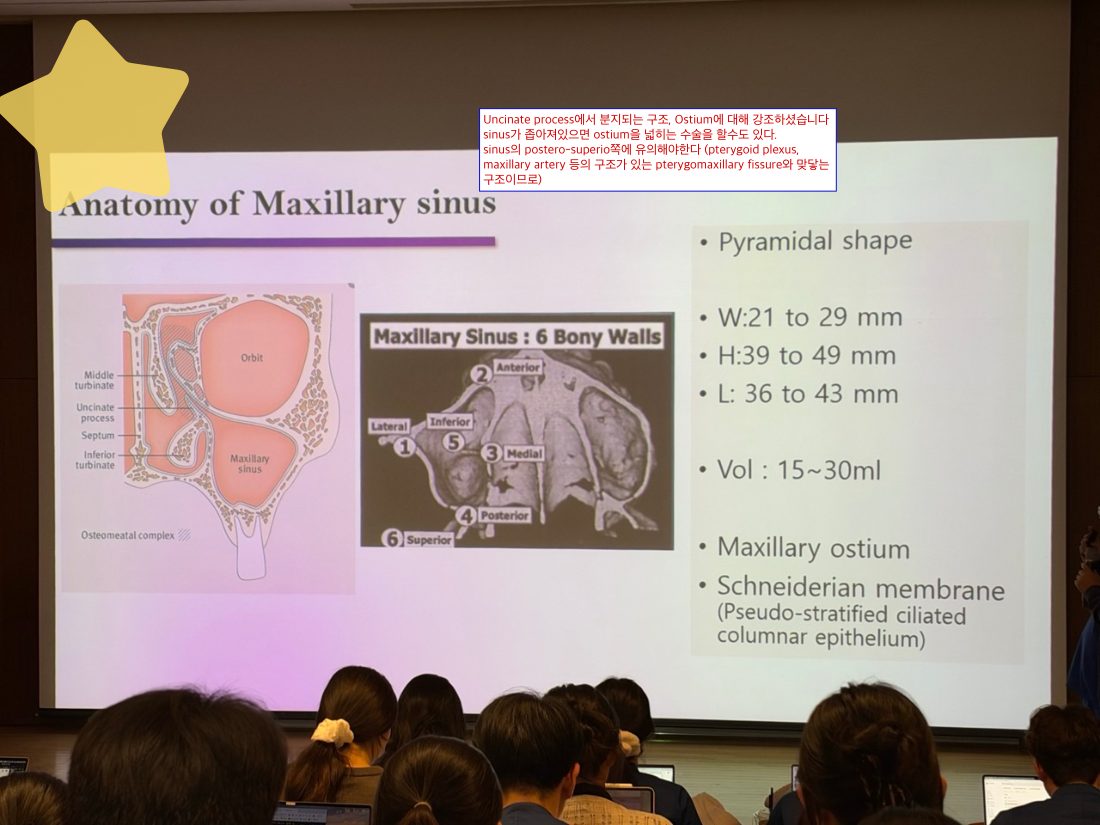 Uncinate process에서 분지되는 구조, Ostium에 대해 강조하셨습니다
sinus가 좁아져있으면 ostium을 넓히는 수술을 할수도 있다.
sinus의 postero-superio쪽에 유의해야한다 (pterygoid plexus,
maxillary artery 등의 구조가 있는 pterygomaxillary fissure와 맞닿는
구조이므로)
Anatomy of Maxillary sinus
Orbit
Middle
turbinate
Uncinate
process
Septum
Inferior
turbinate
Maxillary
sinus
Osteomeatal complex
Maxillary Sinus : 6 Bony Walls
2 Anterior
Lateral
1
Inferior
5
3 Medial
4 Posterior
6 Superior
• Pyramidal shape
• W:21 to 29 mm
• H:39 to 49 mm
• L: 36 to 43 mm
• Vol : 15~30ml
• Maxillary ostium
• Schneiderian membrane
(Pseudo-stratified ciliated
columnar epithelium)